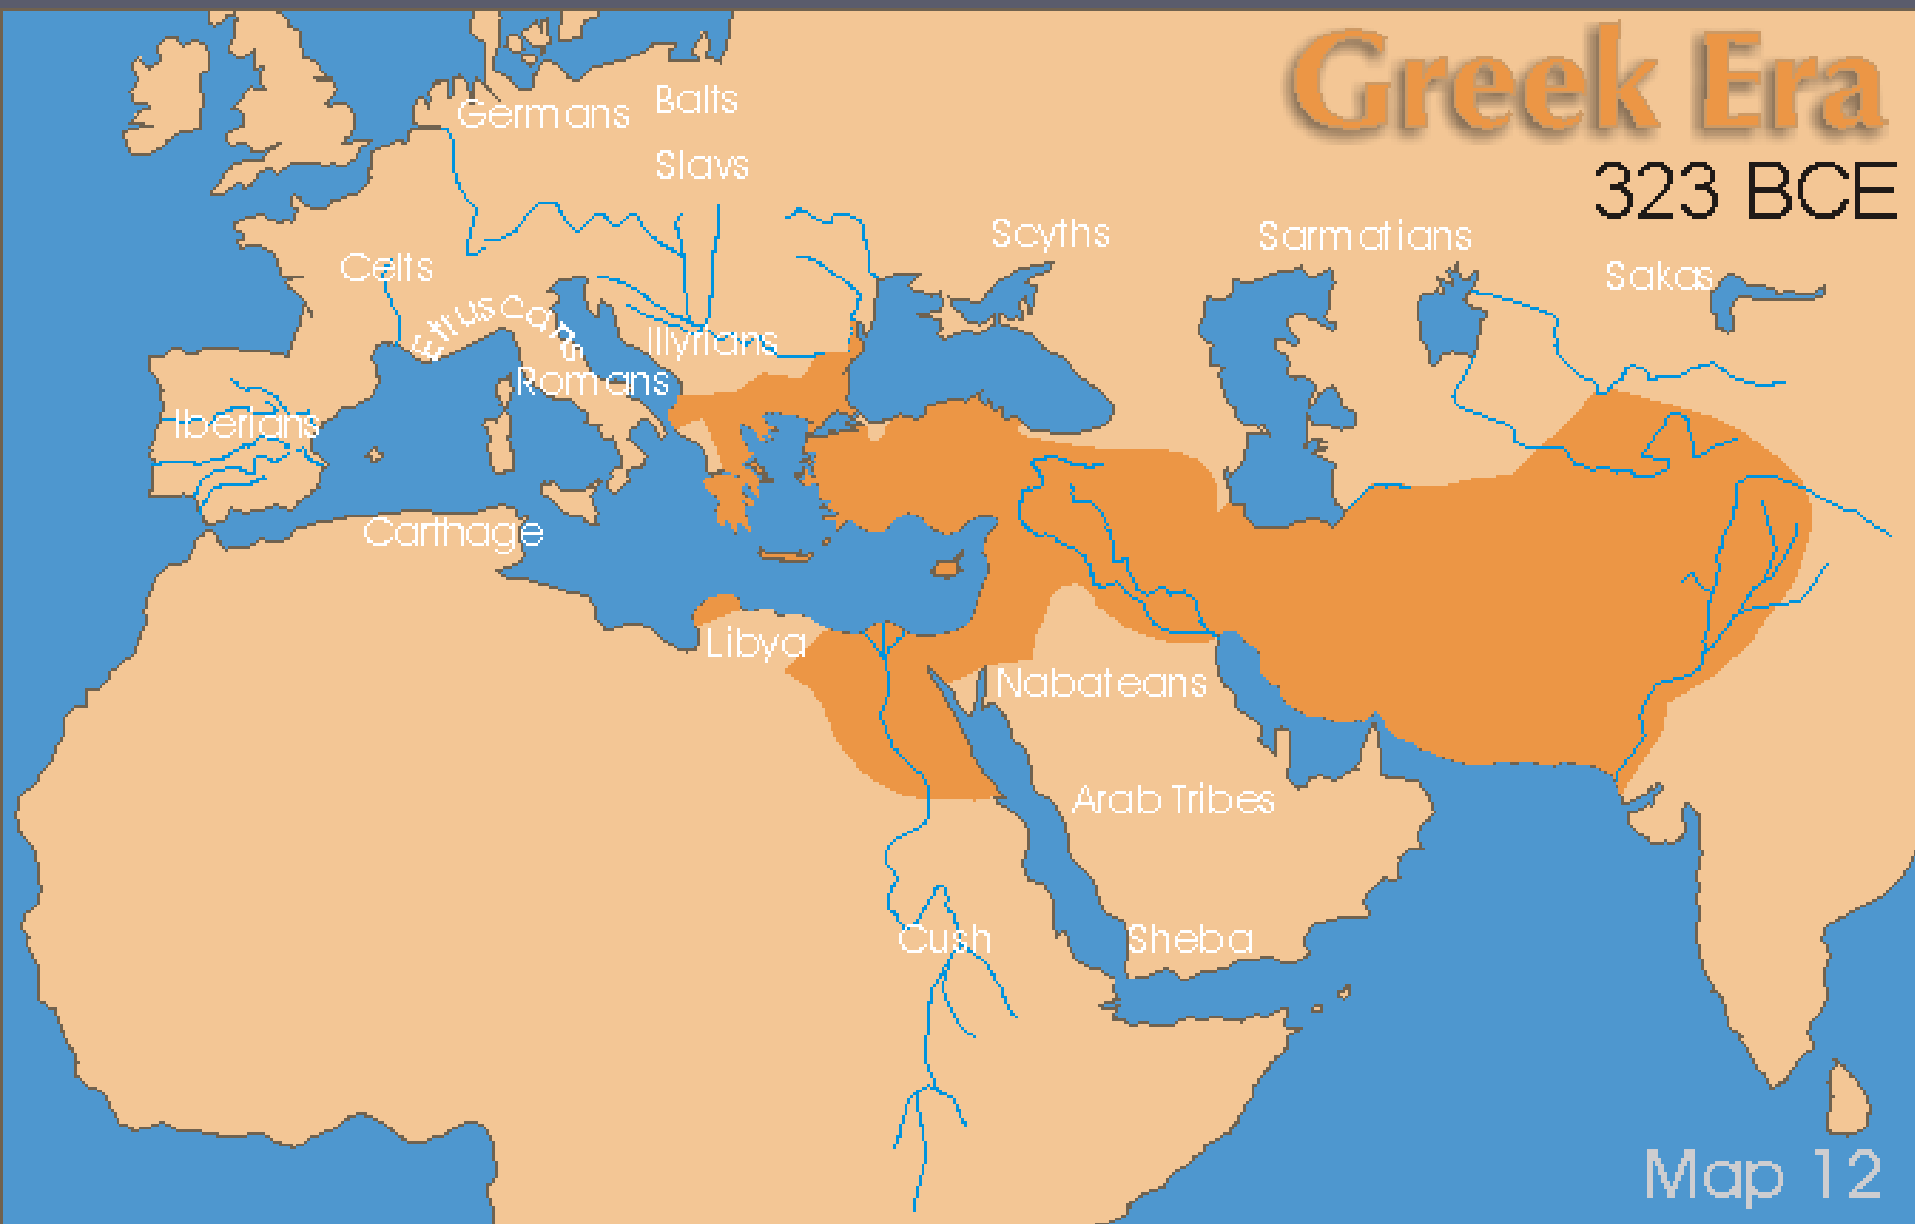 Greek Era
323 BCE
Germans
Balts
Slavs
Scyths
Sarmatians
Sakas
Celts
Etruscans
Illyrians
Romans
Iberians
Carthage
Libya
Nabateans
Arab Tribes
Cush
Sheba
Map 12